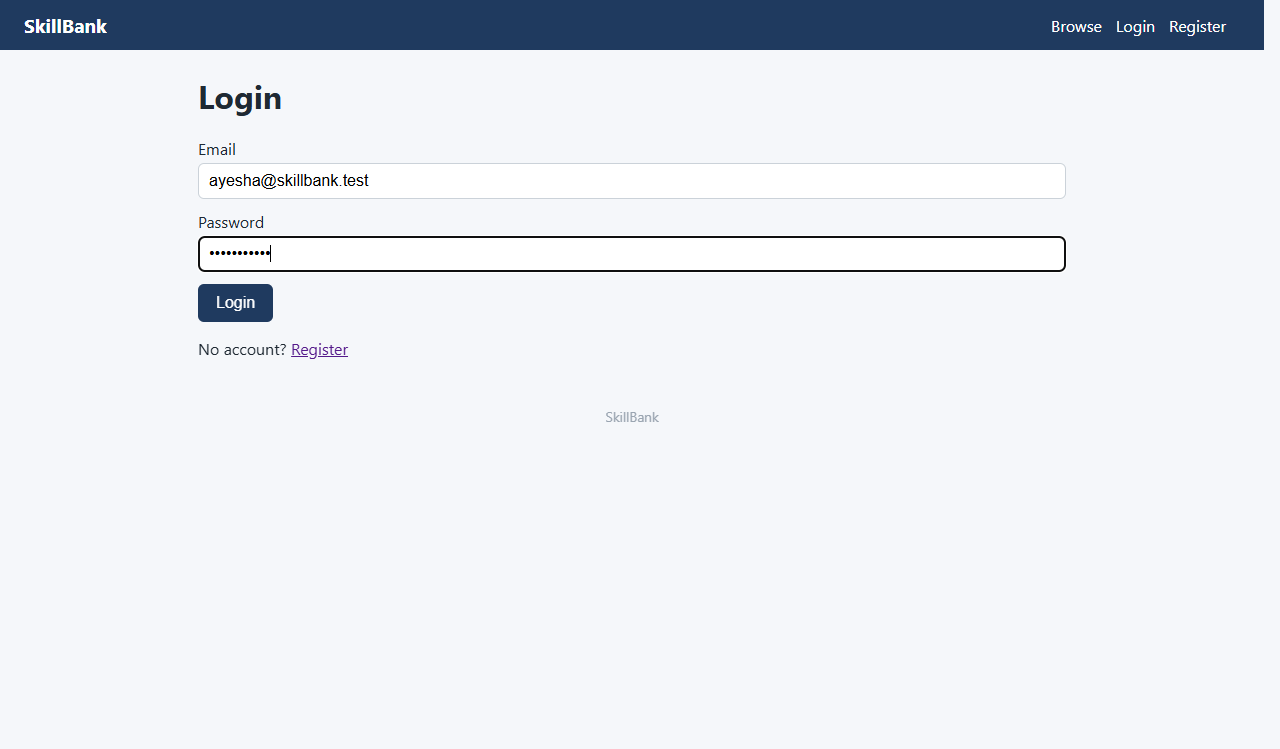 SkillBank
Browse Login Register
Login
Email
ayesha@skillbank.test
Password
•••••••••••
Login
No account? Register
SkillBank